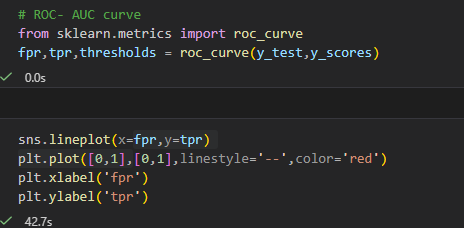 # ROC- AUC curve
from sklearn.metrics import roc_curve
fpr,tpr,thresholds = roc_curve(y_test,y_scores)
0.0s
sns.lineplot(x=fpr,y=tpr)
plt.plot([0,1],[0,1],linestyle='--',color='red')
plt.xlabel('fpr')
plt.ylabel('tpr')
42.7s